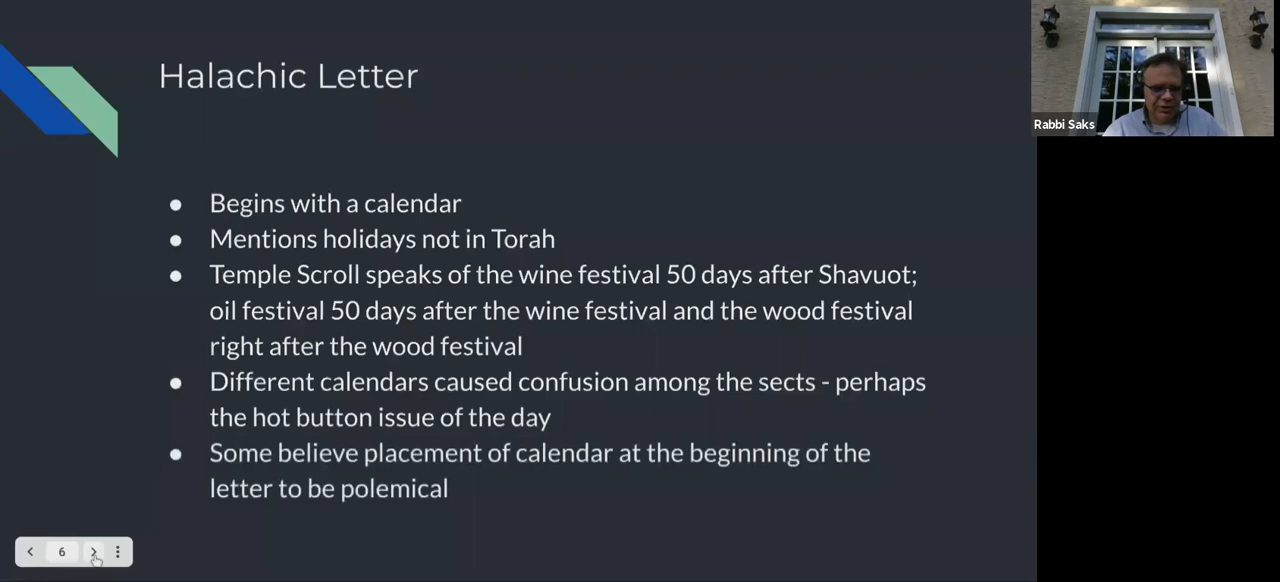 Halachic Letter
Rabbi Saks
● Begins with a calendar
● Mentions holidays not in Torah
● Temple Scroll speaks of the wine festival 50 days after Shavuot;
oil festival 50 days after the wine festival and the wood festival
right after the wood festival
● Different calendars caused confusion among the sects - perhaps
the hot button issue of the day
● Some believe placement of calendar at the beginning of the
letter to be polemical
6